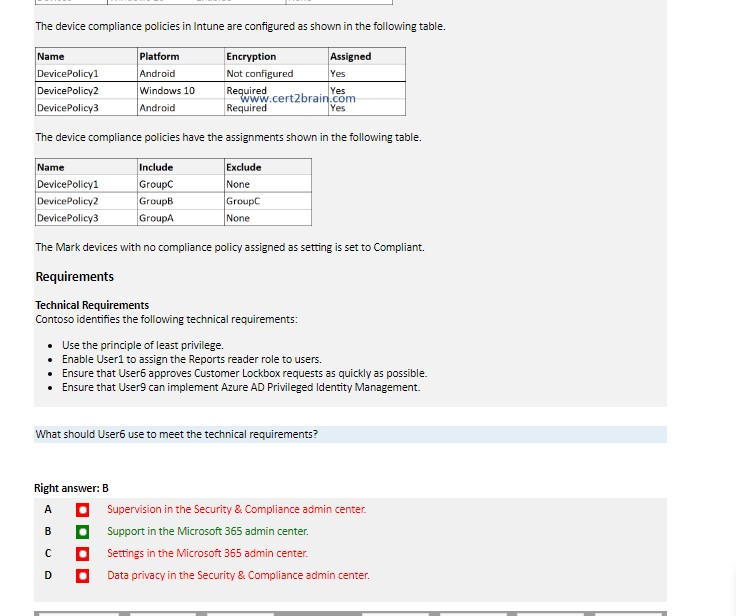 The device compliance policies in Intune are configured as shown in the following table.
Name Platform Encryption Assigned
DevicePolicy1 Android Not configured Yes
DevicePolicy2 Windows 10 Required Yes
www.cert2brain.com
DevicePolicy3 Android Required Yes
The device compliance policies have the assignments shown in the following table.
Name Include Exclude
DevicePolicy1 GroupC None
DevicePolicy2 GroupB GroupC
DevicePolicy3 GroupA None
The Mark devices with no compliance policy assigned as setting is set to Compliant.
Requirements
Technical Requirements
Contoso identifies the following technical requirements:
• Use the principle of least privilege.
• Enable User1 to assign the Reports reader role to users.
• Ensure that User6 approves Customer Lockbox requests as quickly as possible.
• Ensure that User9 can implement Azure AD Privileged Identity Management.
What should User6 use to meet the technical requirements?
Right answer: B
A Supervision in the Security & Compliance admin center.
B Support in the Microsoft 365 admin center.
C Settings in the Microsoft 365 admin center.
D Data privacy in the Security & Compliance admin center.